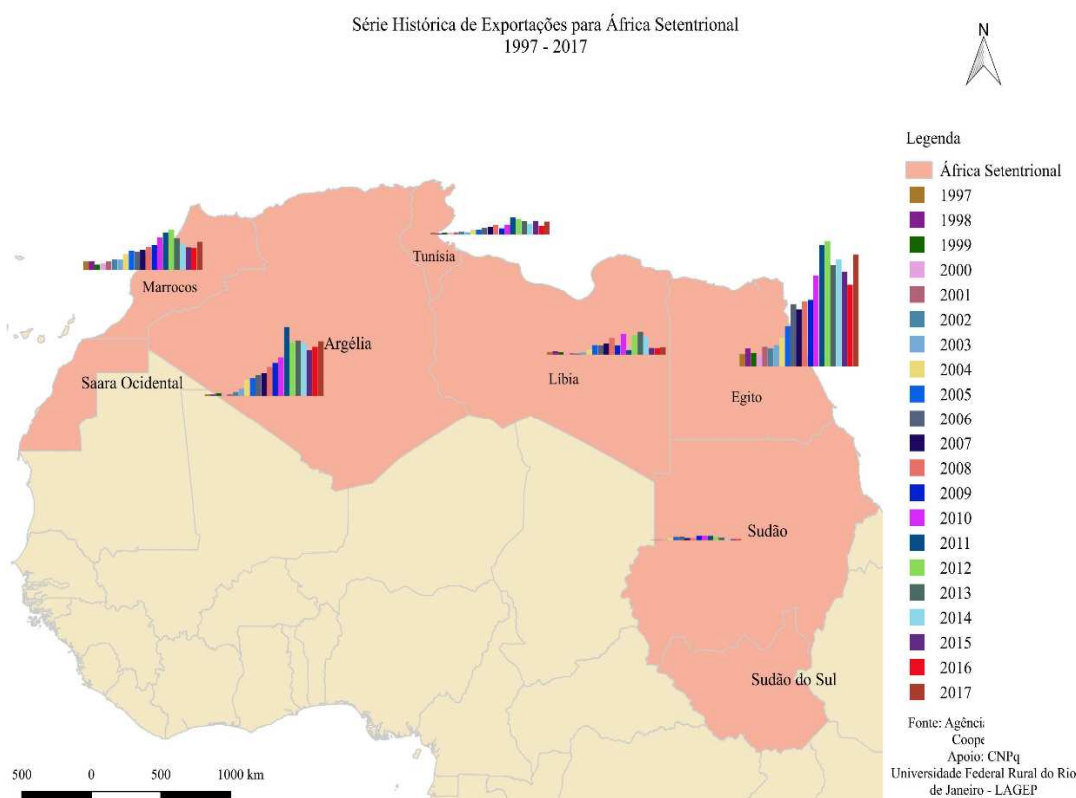 Série Histórica de Exportações para África Setentrional
1997 - 2017
N
Marrocos
Tunísia
Argélia
Saara Ocidental
Líbia
Egito
Sudão
Sudão do Sul
500 0 500 1000 km
Legenda
África Setentrional
1997
1998
1999
2000
2001
2002
2003
2004
2005
2006
2007
2008
2009
2010
2011
2012
2013
2014
2015
2016
2017
Fonte:
Apoio: CNPq
Universidade Federal Rural do Rio
de Janeiro - LAGEP